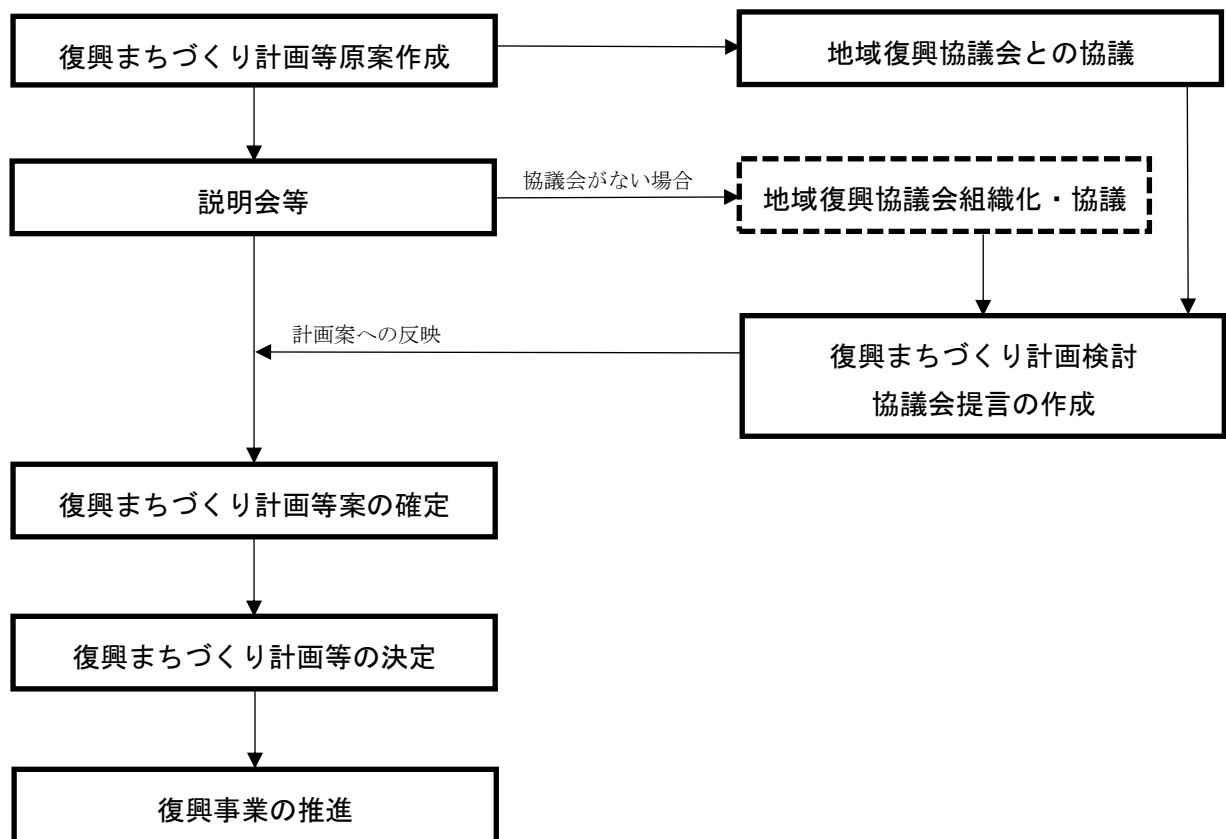 復興まちづくり計画等原案作成
地域復興協議会との協議
説明会等
協議会がない場合
地域復興協議会組織化・協議
計画案への反映
復興まちづくり計画検討
協議会提言の作成
復興まちづくり計画等案の確定
復興まちづくり計画等の決定
復興事業の推進